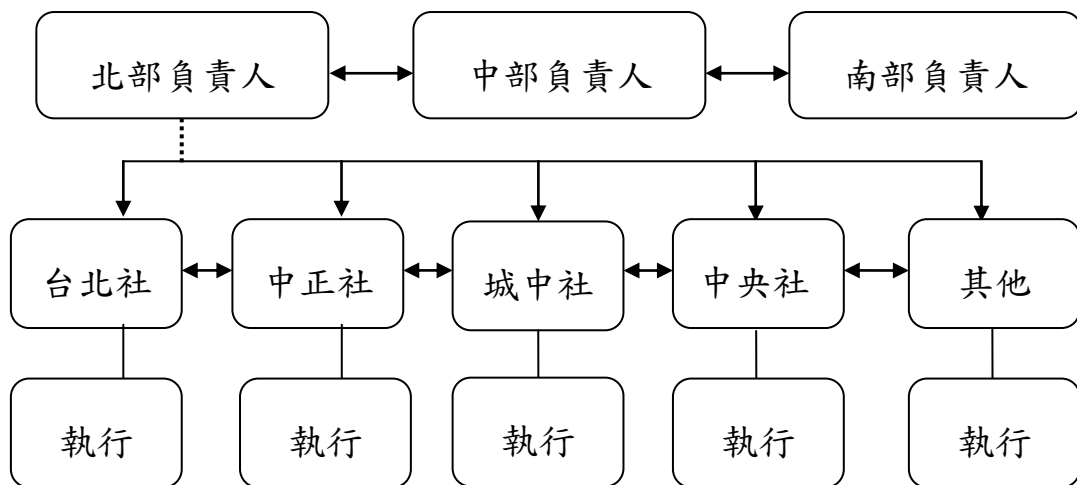 北部負責人
中部負責人
南部負責人
台北社
中正社
城中社
中央社
其他
執行
執行
執行
執行
執行